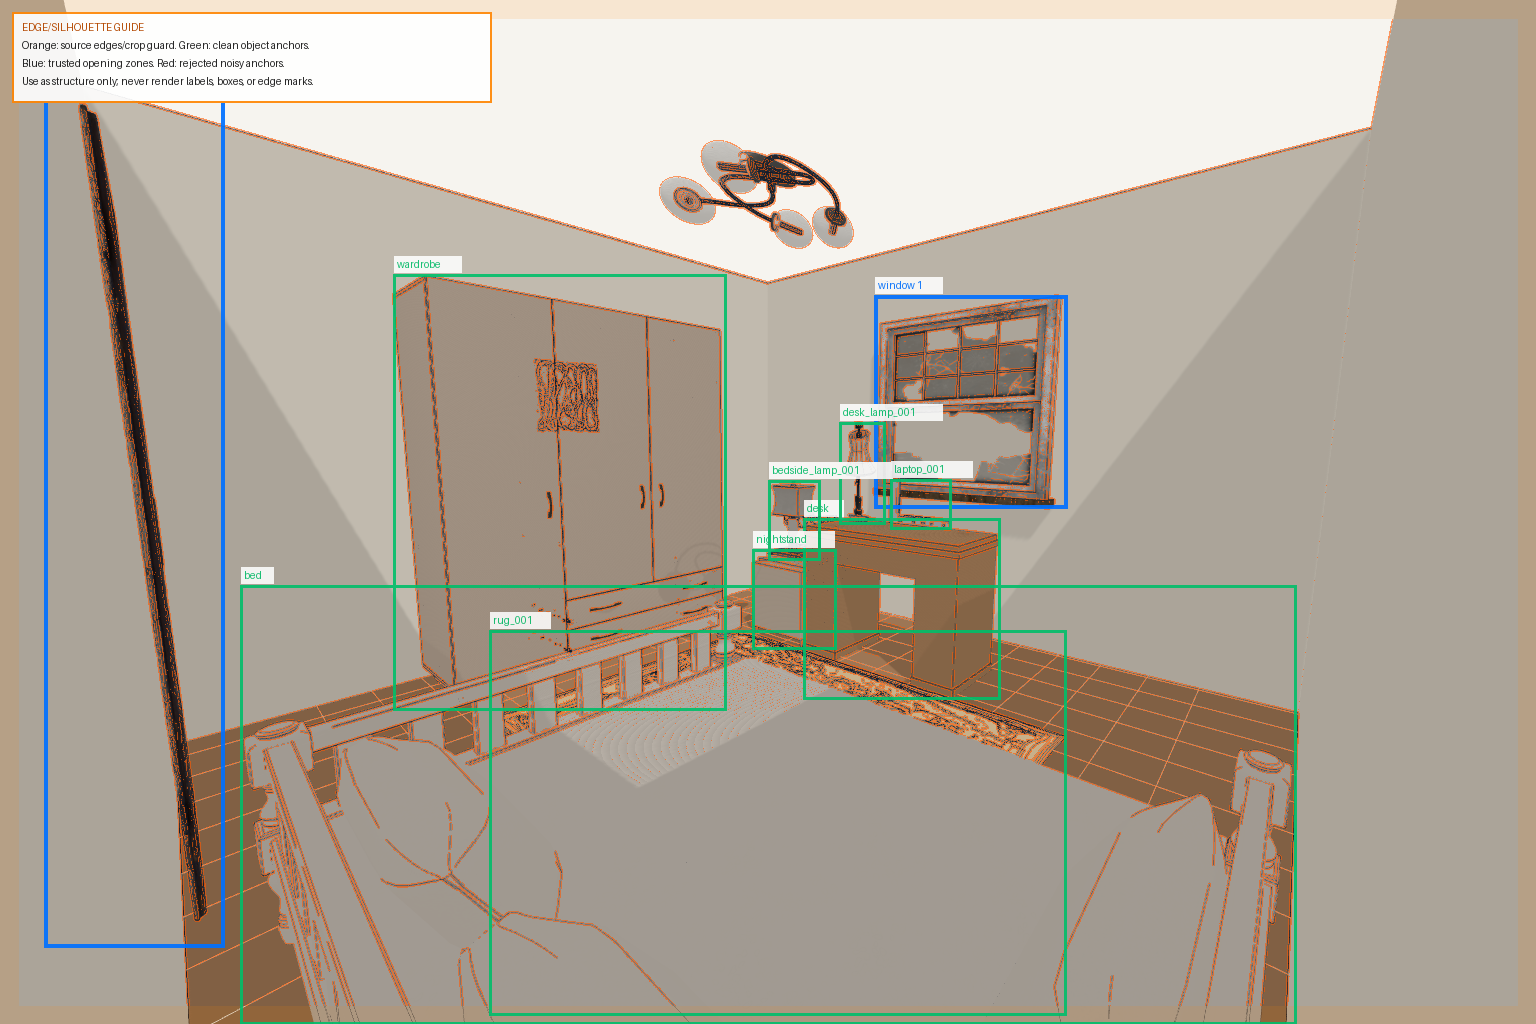 EDGE/SILHOUETTE GUIDE
Orange: source edges/crop guard. Green: clean object anchors.
Blue: trusted opening zones. Red: rejected noisy anchors.
Use as structure only; never render labels, boxes, or edge marks.
wardrobe
window 1
desk_lamp_001
bedside_lamp_001
laptop_001
desk
nightstand
bed
rug_001